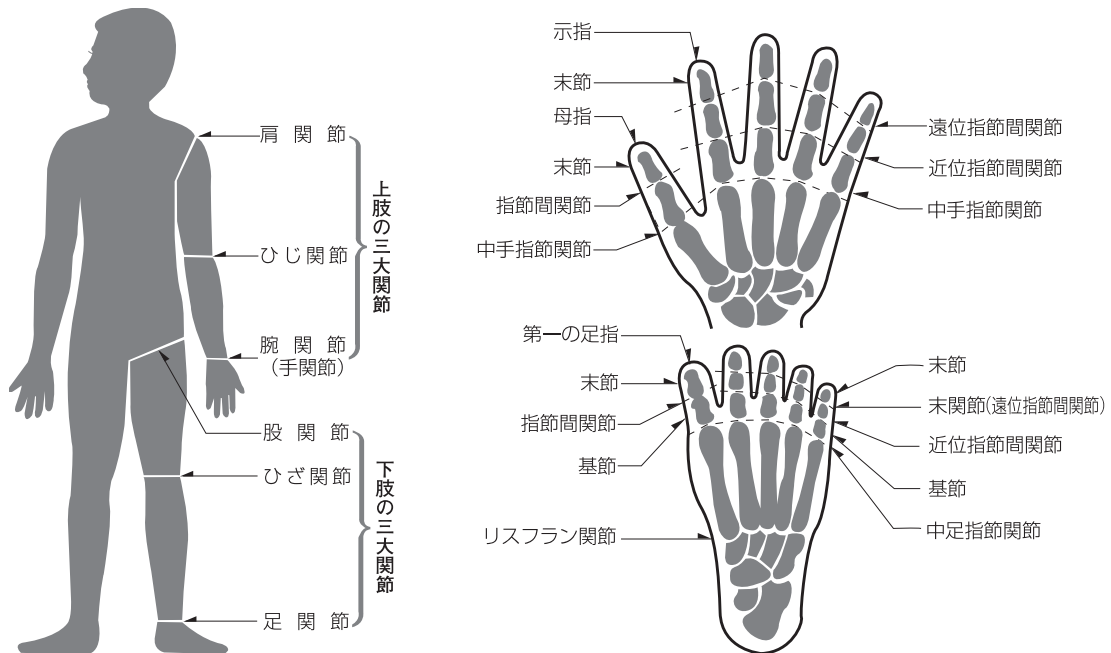 肩関節
ひじ関節
腕関節
(手関節)
上肢の三大関節
股関節
ひざ関節
足関節
下肢の三大関節
示指
末節
母指
末節
指節間関節
中手指節関節
遠位指節間関節
近位指節間関節
中手指節関節
第一の足指
末節
指節間関節
基節
リスフラン関節
末節
末関節(遠位指節間関節)
近位指節間関節
基節
中足指節関節